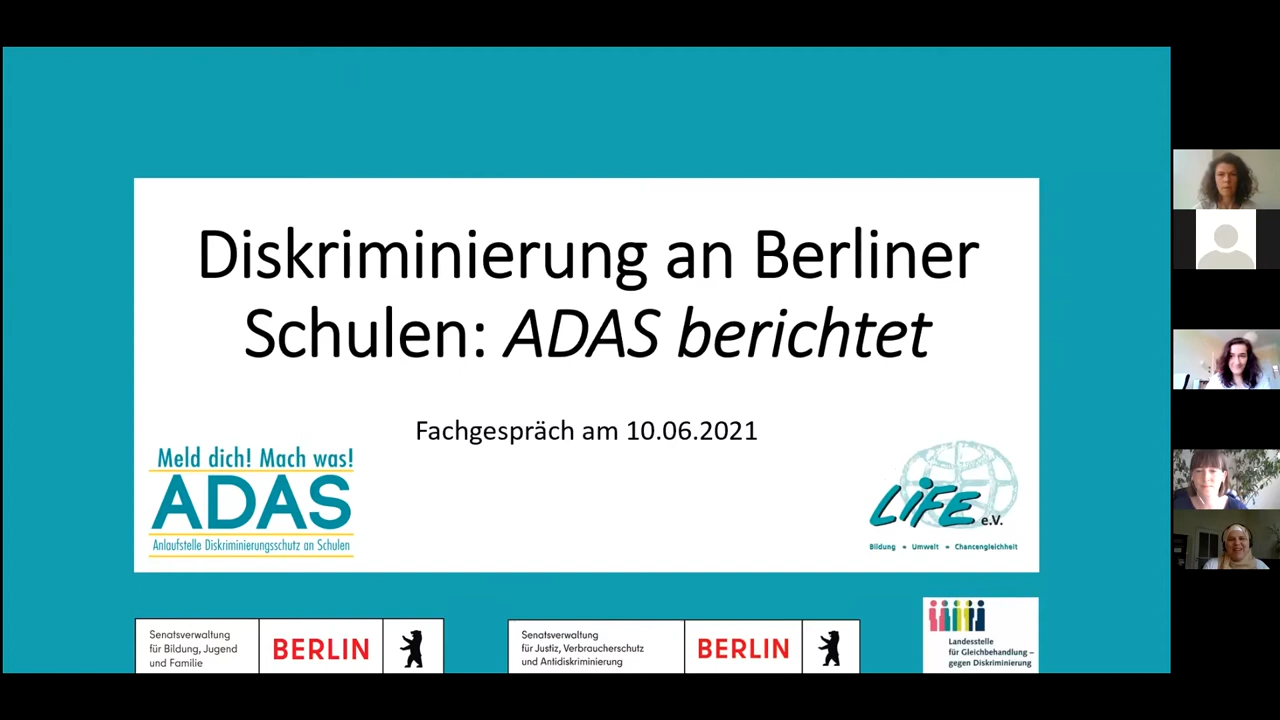 Diskriminierung an Berliner
Schulen: ADAS berichtet
Fachgespräch am 10.06.2021
Meld dich! Mach was!
ADAS
Anlaufstelle Diskriminierungsschutz an Schulen
LiFE e.V.
Bildung = Umwelt = Chancengleichheit
Senatsverwaltung
für Bildung, Jugend
und Familie
BERLIN
Senatsverwaltung
für Justiz, Verbraucherschutz
und Antidiskriminierung
BERLIN
Landesstelle
für Gleichbehandlung –
gegen Diskriminierung